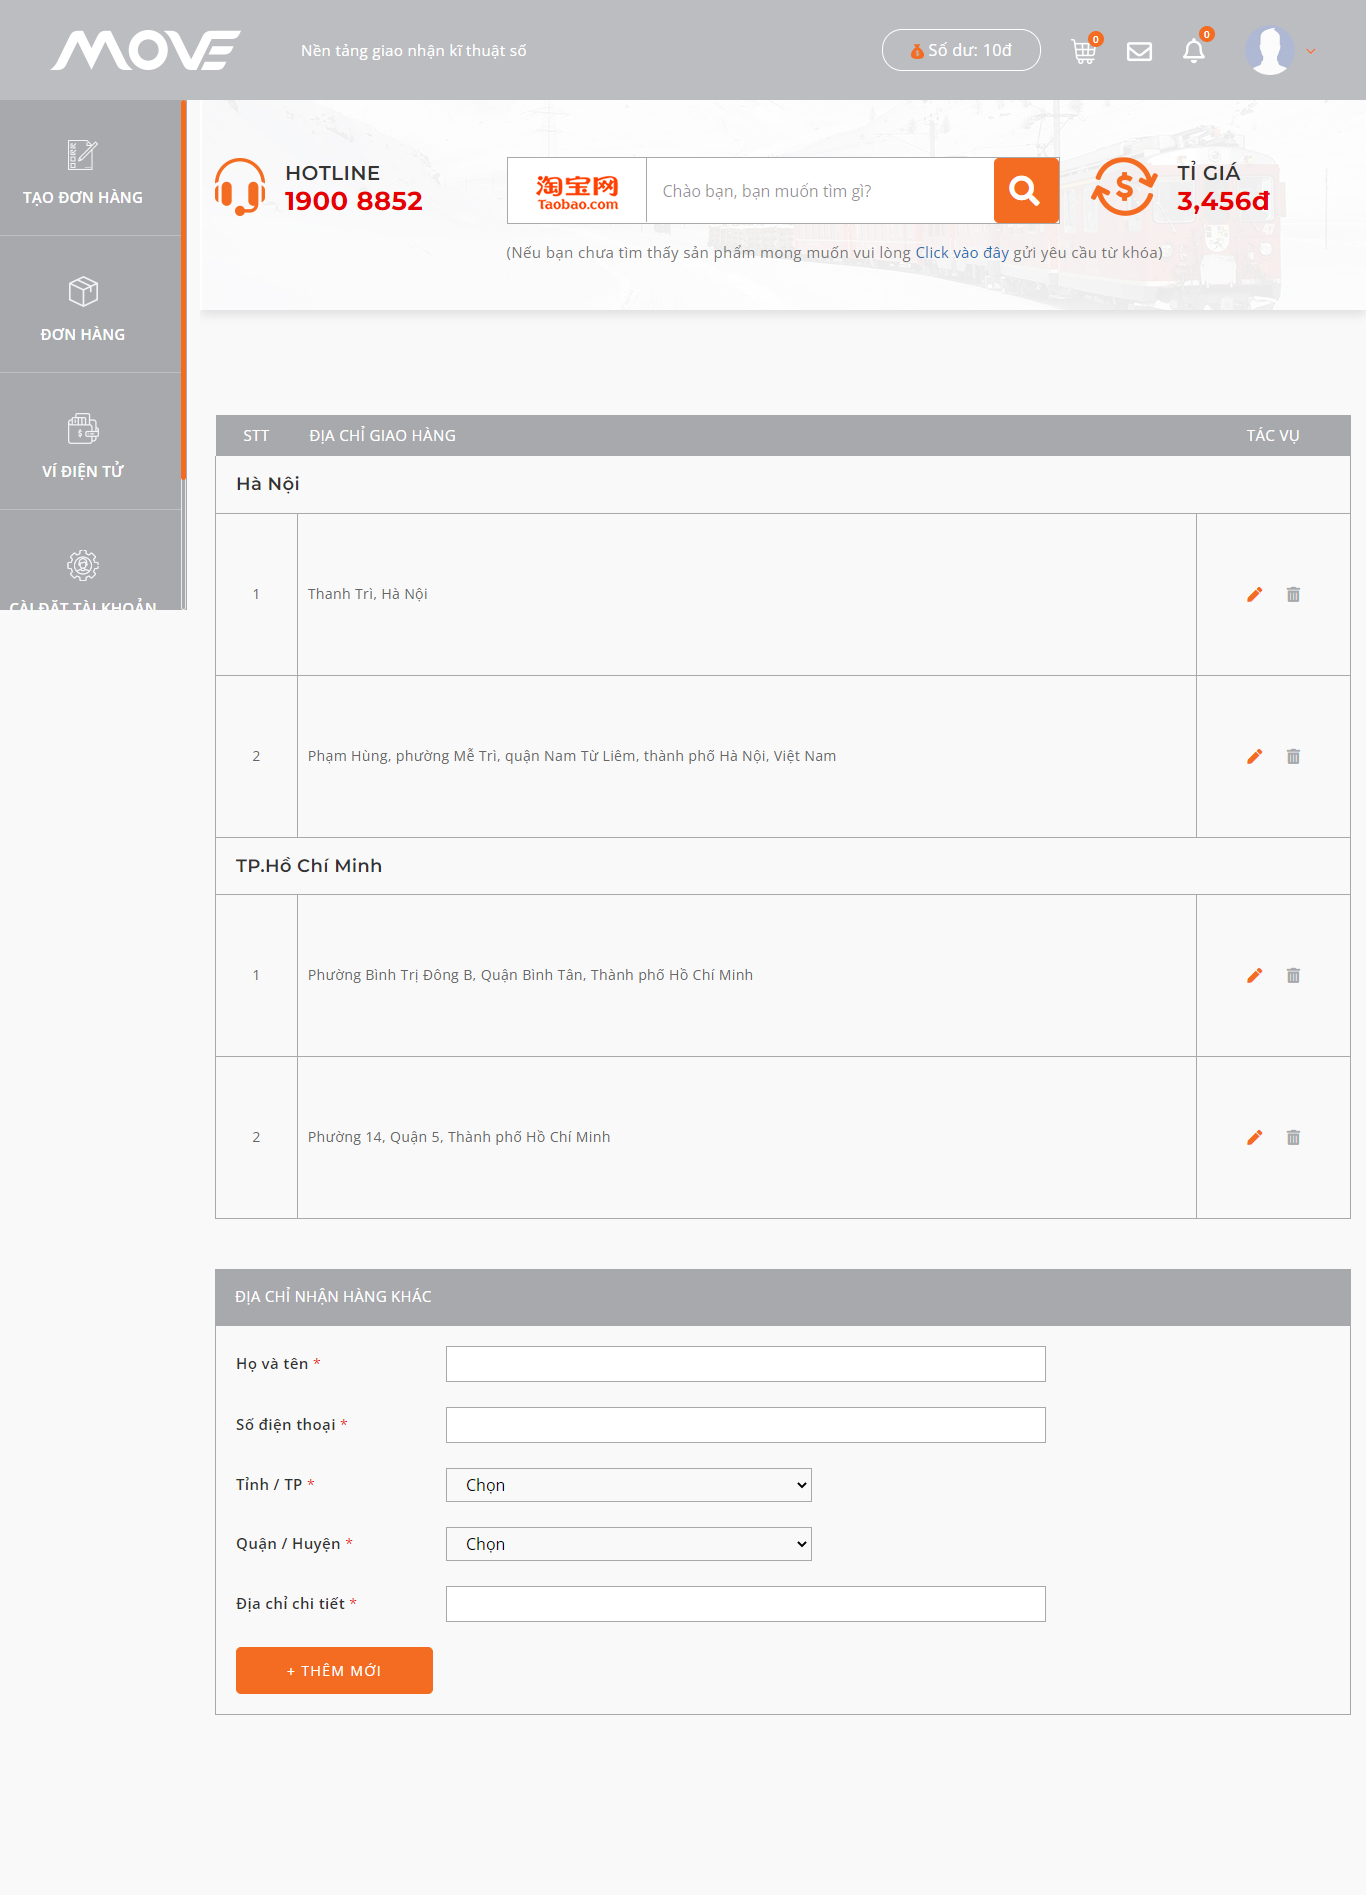 MOVE
Nền tảng giao nhận kĩ thuật số
Số dư: 10đ
0
0
TẠO ĐƠN HÀNG
ĐƠN HÀNG
VÍ ĐIỆN TỬ
CÀI ĐẶT TÀI KHOẢN
HOTLINE
1900 8852
淘宝网
Taobao.com
Chào bạn, bạn muốn tìm gì?
TỈ GIÁ
3,456đ
(Nếu bạn chưa tìm thấy sản phẩm mong muốn vui lòng Click vào đây gửi yêu cầu từ khóa)
STT ĐỊA CHỈ GIAO HÀNG TÁC VỤ
Hà Nội
1 Thanh Trì, Hà Nội
2 Phạm Hùng, phường Mễ Trì, quận Nam Từ Liêm, thành phố Hà Nội, Việt Nam
TP.Hồ Chí Minh
1 Phường Bình Trị Đông B, Quận Bình Tân, Thành phố Hồ Chí Minh
2 Phường 14, Quận 5, Thành phố Hồ Chí Minh
ĐỊA CHỈ NHẬN HÀNG KHÁC
Họ và tên *
Số điện thoại *
Tỉnh / TP * Chọn
Quận / Huyện * Chọn
Địa chỉ chi tiết *
+ THÊM MỚI